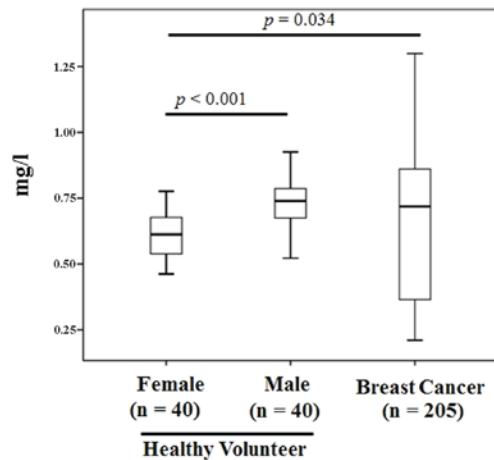 p = 0.034
p < 0.001
mg/l
1.25
1.00
0.75
0.50
0.25
Female Male Breast Cancer
(n = 40) (n = 40) (n = 205)
Healthy Volunteer